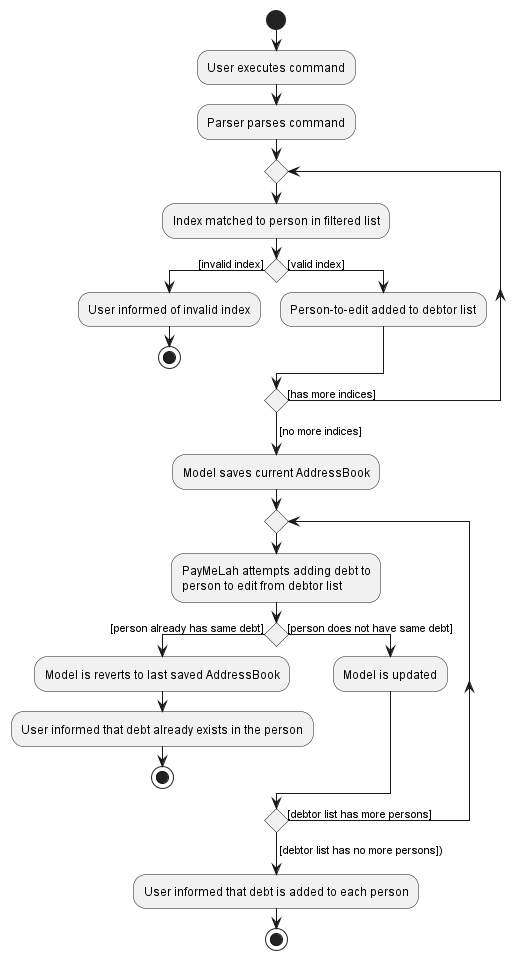 User executes command
Parser parses command
Index matched to person in filtered list
[invalid index]
[valid index]
User informed of invalid index
Person-to-edit added to debtor list
[has more indices]
[no more indices]
Model saves current AddressBook
PayMeLah attempts adding debt to
person to edit from debtor list
[person already has same debt]
[person does not have same debt]
Model is reverts to last saved AddressBook
Model is updated
User informed that debt already exists in the person
[debtor list has more persons]
[debtor list has no more persons])
User informed that debt is added to each person